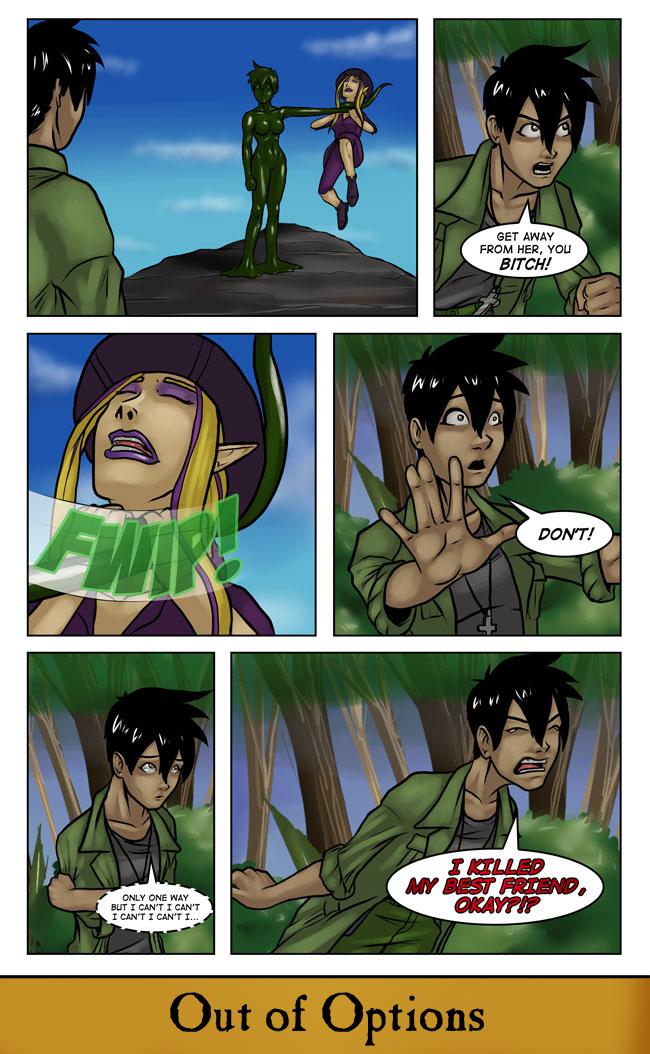 GET AWAY
FROM HER, YOU
BITCH!
FWIP!
DON'T!
ONLY ONE WAY
BUT I CAN'T I CAN'T
I CAN'T I CAN'T I...
I KILLED
MY BEST FRIEND,
OKAY?!?
Out of Options